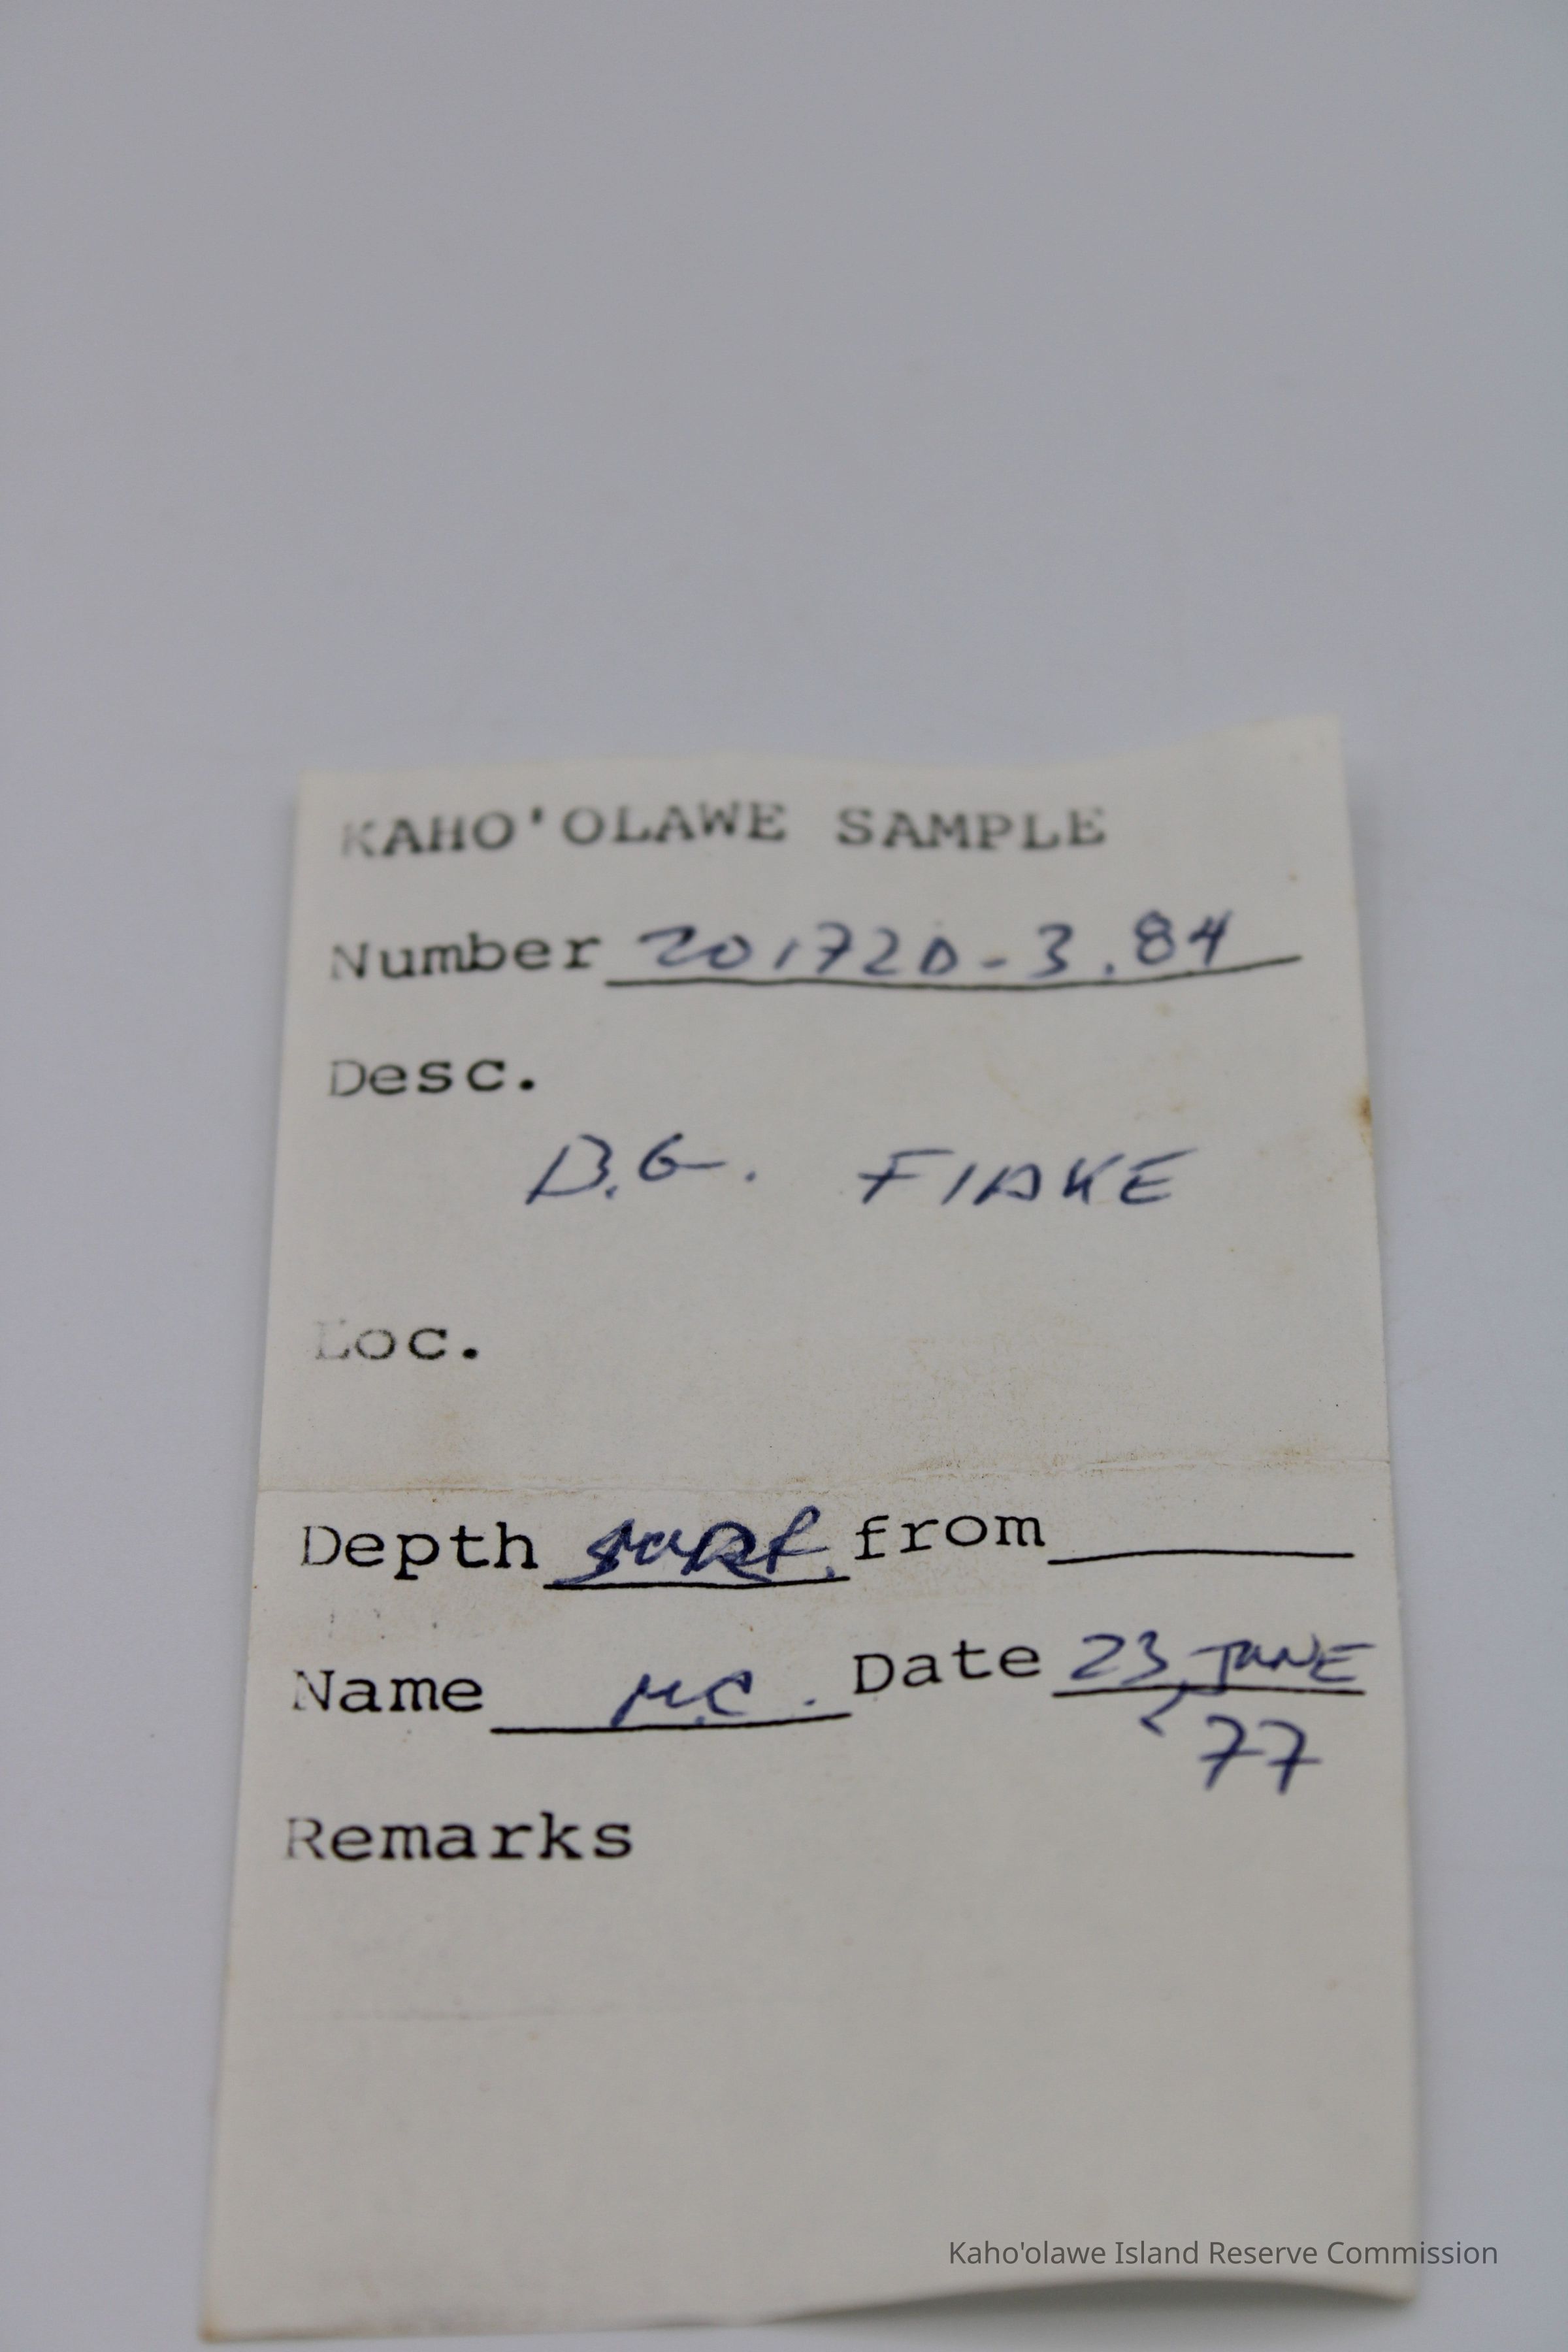 KAHO'OLAWE SAMPLE
Number 201720-3.84
Desc.
B.G. FlAKE
Loc.
Depth surf. from
Name M.C. Date 23 JUNE
77
Remarks
Kaho'olawe Island Reserve Commission